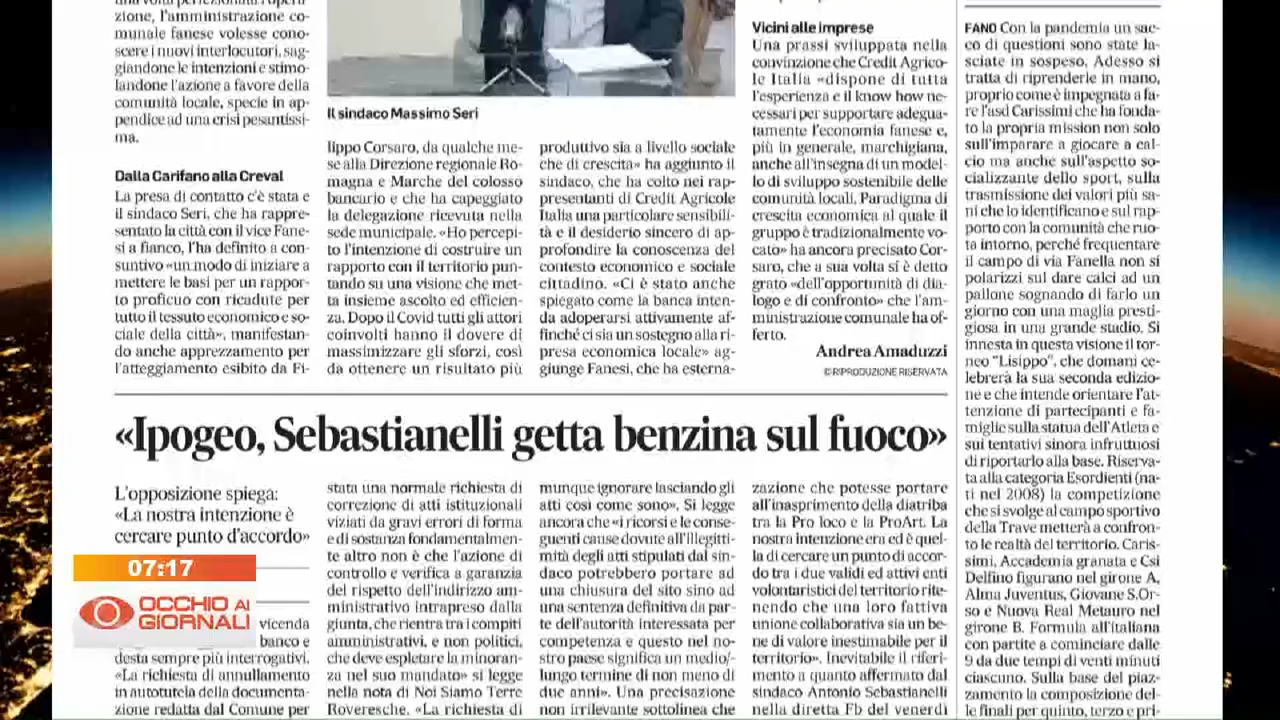 zione, l'amministrazione co-
munale fanese volesse cono-
scere i nuovi interlocutori, sag-
giandone le intenzioni e stimo-
landone l'azione a favore della
comunità locale, specie in ap-
pendice ad una crisi pesantissi-
ma.
Dalla Carifano alla Creval
La presa di contatto c'è stata e
il sindaco Seri, che ha rappre-
sentato la città con il vice Fane-
si a fianco, l'ha definito a con-
suntivo «un modo di iniziare a
mettere le basi per un rappor-
to proficuo con ricadute per
tutto il tessuto economico e so-
ciale della città», manifestan-
do anche apprezzamento per
l'atteggiamento esibito da Fi-
Il sindaco Massimo Seri
lippo Corsaro, da qualche me-
se alla Direzione regionale Ro-
magna e Marche del colosso
bancario e che ha capeggiato
la delegazione ricevuta nella
sede municipale. «Ho percepi-
to l'intenzione di costruire un
rapporto con il territorio pun-
tando su una visione che met-
ta insieme ascolto ed efficien-
za. Dopo il Covid tutti gli attori
coinvolti hanno il dovere di
massimizzare gli sforzi, così
da ottenere un risultato più
produttivo sia a livello sociale
che di crescita» ha aggiunto il
sindaco, che ha colto nei rap-
presentanti di Credit Agricole
Italia una particolare sensibili-
tà e il desiderio sincero di ap-
profondire la conoscenza del
contesto economico e sociale
cittadino. «Ci è stato anche
spiegato come la banca inten-
da adoperarsi attivamente af-
finché ci sia un sostegno alla ri-
presa economica locale» ag-
giunge Fanesi, che ha esterna-
Vicini alle imprese
Una prassi sviluppata nella
convinzione che Credit Agrico-
le Italia «dispone di tutta
l'esperienza e il know how ne-
cessari per supportare adegua-
tamente l'economia fanese e,
più in generale, marchigiana,
anche all'insegna di un model-
lo di sviluppo sostenibile delle
comunità locali. Paradigma di
crescita economica al quale il
gruppo è tradizionalmente vo-
cato» ha ancora precisato Cor-
saro, che a sua volta si è detto
grato «dell'opportunità di dia-
logo e di confronto» che l'am-
ministrazione comunale ha of-
ferto.
Andrea Amaduzzi
©RIPRODUZIONE RISERVATA
«Ipogeo, Sebastianelli getta benzina sul fuoco»
L'opposizione spiega:
«La nostra intenzione è
cercare punto d'accordo»
vicenda
banco e
desta sempre più interrogativi.
«La richiesta di annullamento
in autotutela della documenta-
zione redatta dal Comune per
stata una normale richiesta di
correzione di atti istituzionali
viziati da gravi errori di forma
e di sostanza fondamentalmen-
te altro non è che l'azione di
controllo e verifica a garanzia
del rispetto dell'indirizzo am-
ministrativo intrapreso dalla
giunta, che rientra tra i compiti
amministrativi, e non politici,
che deve espletare la minoran-
za nel suo mandato» si legge
nella nota di Noi Siamo Terre
Roveresche. «La richiesta di
munque ignorare lasciando gli
atti così come sono». Si legge
ancora che «i ricorsi e le conse-
guenti cause dovute all'illegitti-
mità degli atti stipulati dal sin-
daco potrebbero portare ad
una chiusura del sito sino ad
una sentenza definitiva da par-
te dell'autorità interessata per
competenza e questo nel no-
stro paese significa un medio/-
lungo termine di non meno di
due anni». Una precisazione
non irrilevante sottolinea che
zazione che potesse portare
all'inasprimento della diatriba
tra la Pro loco e la ProArt. La
nostra intenzione era ed è quel-
la di cercare un punto di accor-
do tra i due validi ed attivi enti
volontaristici del territorio rite-
nendo che una loro fattiva
unione collaborativa sia un be-
ne di valore inestimabile per il
territorio». Inevitabile il riferi-
mento a quanto affermato dal
sindaco Antonio Sebastianelli
nella diretta Fb del venerdì
FANO Con la pandemia un sac-
co di questioni sono state la-
sciate in sospeso. Adesso si
tratta di riprenderle in mano,
proprio come è impegnata a fa-
re l'asd Carissimi che ha fonda-
to la propria mission non solo
sull'imparare a giocare a cal-
cio ma anche sull'aspetto so-
cializzante dello sport, sulla
trasmissione dei valori più sa-
ni che lo identificano e sul rap-
porto con la comunità che ruo-
ta intorno, perché frequentare
il campo di via Fanella non si
polarizzi sul dare calci ad un
pallone sognando di farlo un
giorno con una maglia presti-
giosa in una grande stadio. Si
innesta in questa visione il tor-
neo "Lisippo", che domani ce-
lebrerà la sua seconda edizio-
ne e che intende orientare l'at-
tenzione di partecipanti e fa-
miglie sulla statua dell'Atleta e
sui tentativi sinora infruttuosi
di riportarlo alla base. Riserva-
ta alla categoria Esordienti (na-
ti nel 2008) la competizione
che si svolge al campo sportivo
della Trave metterà a confron-
to le realtà del territorio. Caris-
simi, Accademia granata e Csi
Delfino figurano nel girone A,
Alma Juventus, Giovane S.Or-
so e Nuova Real Metauro nel
girone B. Formula all'italiana
con partite a cominciare dalle
9 da due tempi di venti minuti
ciascuno. Sulla base del piaz-
zamento la composizione del-
le finali per quinto, terzo e pri-
07:17
OCCHIO AI
GIORNALI